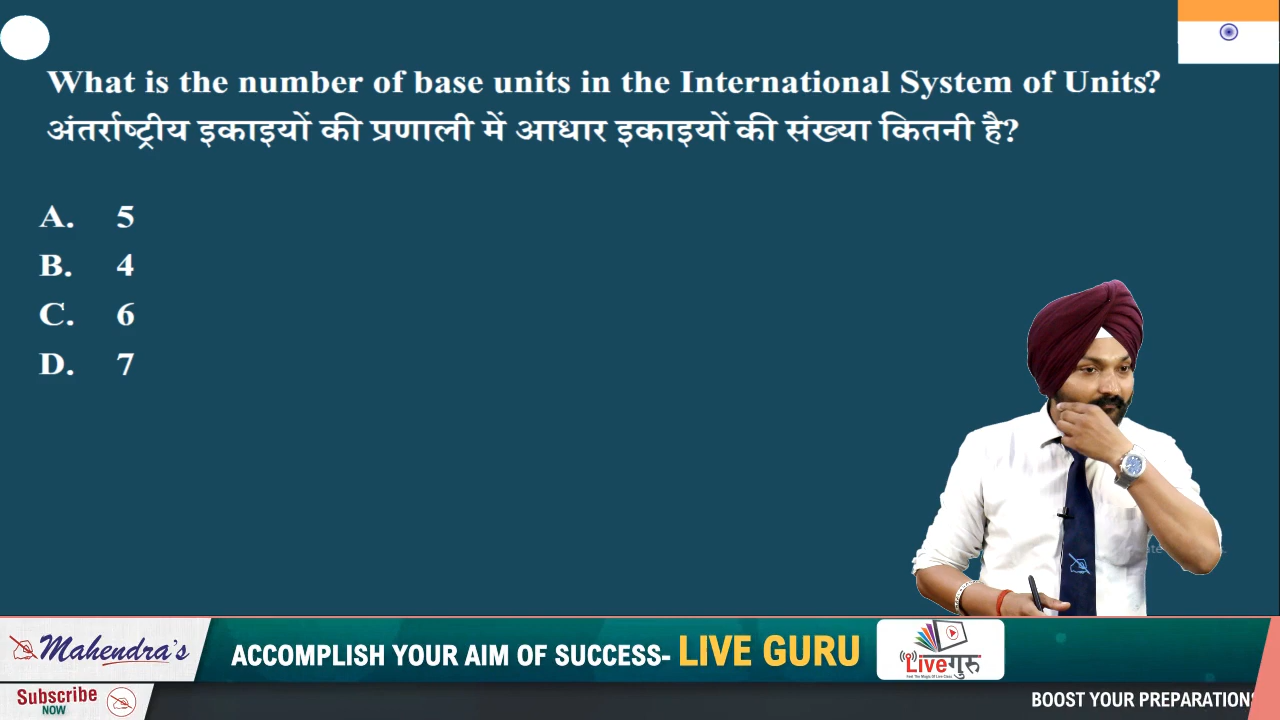 What is the number of base units in the International System of Units?
अंतर्राष्ट्रीय इकाइयों की प्रणाली में आधार इकाइयों की संख्या कितनी है?
A. 5
B. 4
C. 6
D. 7
Mahendra's
ACCOMPLISH YOUR AIM OF SUCCESS- LIVE GURU
Live गुरु
Subscribe
NOW
BOOST YOUR PREPARATION